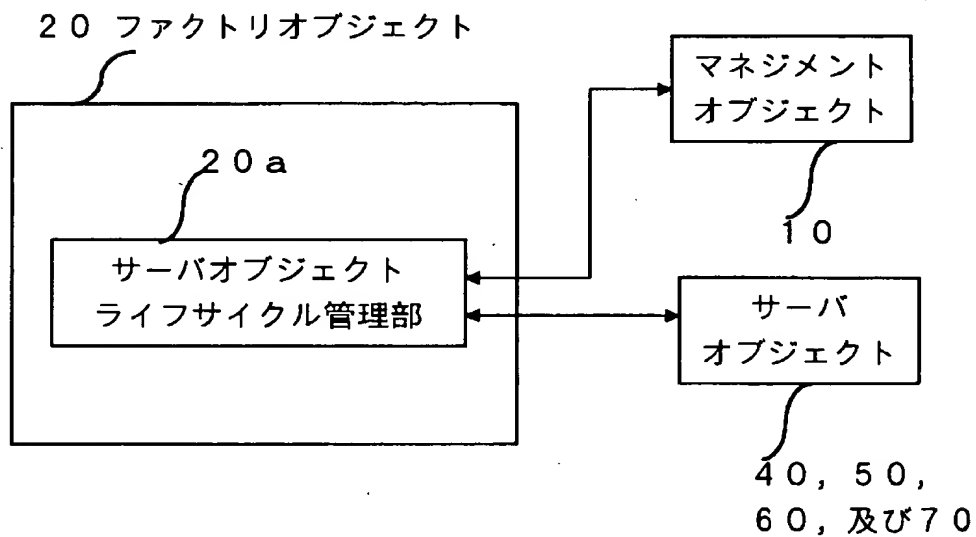 20 ファクトリオブジェクト
マネジメント
オブジェクト
10
20a
サーバオブジェクト
ライフサイクル管理部
サーバ
オブジェクト
40, 50,
60, 及び70